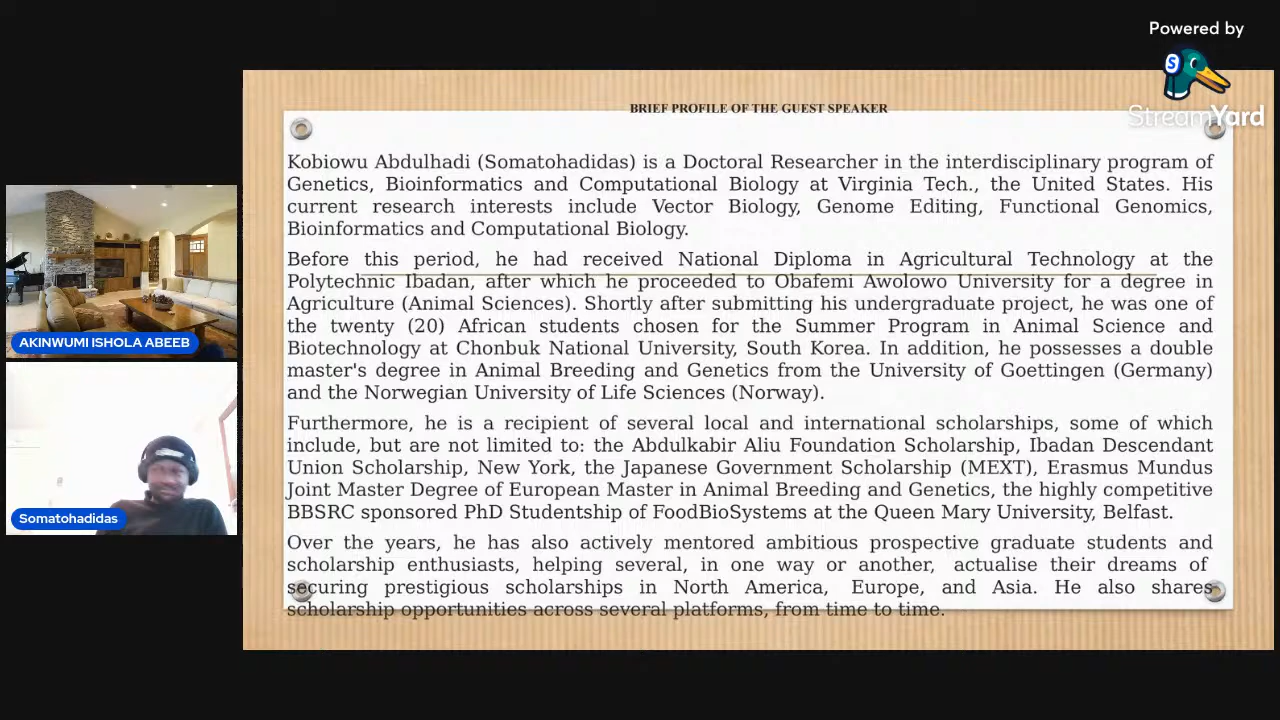 Powered by
S
StreamYard
BRIEF PROFILE OF THE GUEST SPEAKER
Kobiowu Abdulhadi (Somatohadidas) is a Doctoral Researcher in the interdisciplinary program of
Genetics, Bioinformatics and Computational Biology at Virginia Tech., the United States. His
current research interests include Vector Biology, Genome Editing, Functional Genomics,
Bioinformatics and Computational Biology.
Before this period, he had received National Diploma in Agricultural Technology at the
Polytechnic Ibadan, after which he proceeded to Obafemi Awolowo University for a degree in
Agriculture (Animal Sciences). Shortly after submitting his undergraduate project, he was one of
the twenty (20) African students chosen for the Summer Program in Animal Science and
Biotechnology at Chonbuk National University, South Korea. In addition, he possesses a double
master's degree in Animal Breeding and Genetics from the University of Goettingen (Germany)
and the Norwegian University of Life Sciences (Norway).
Furthermore, he is a recipient of several local and international scholarships, some of which
include, but are not limited to: the Abdulkabir Aliu Foundation Scholarship, Ibadan Descendant
Union Scholarship, New York, the Japanese Government Scholarship (MEXT), Erasmus Mundus
Joint Master Degree of European Master in Animal Breeding and Genetics, the highly competitive
BBSRC sponsored PhD Studentship of FoodBioSystems at the Queen Mary University, Belfast.
Over the years, he has also actively mentored ambitious prospective graduate students and
scholarship enthusiasts, helping several, in one way or another, actualise their dreams of
securing prestigious scholarships in North America, Europe, and Asia. He also shares
scholarship opportunities across several platforms, from time to time.
AKINWUMI ISHOLA ABEEB
Somatohadidas